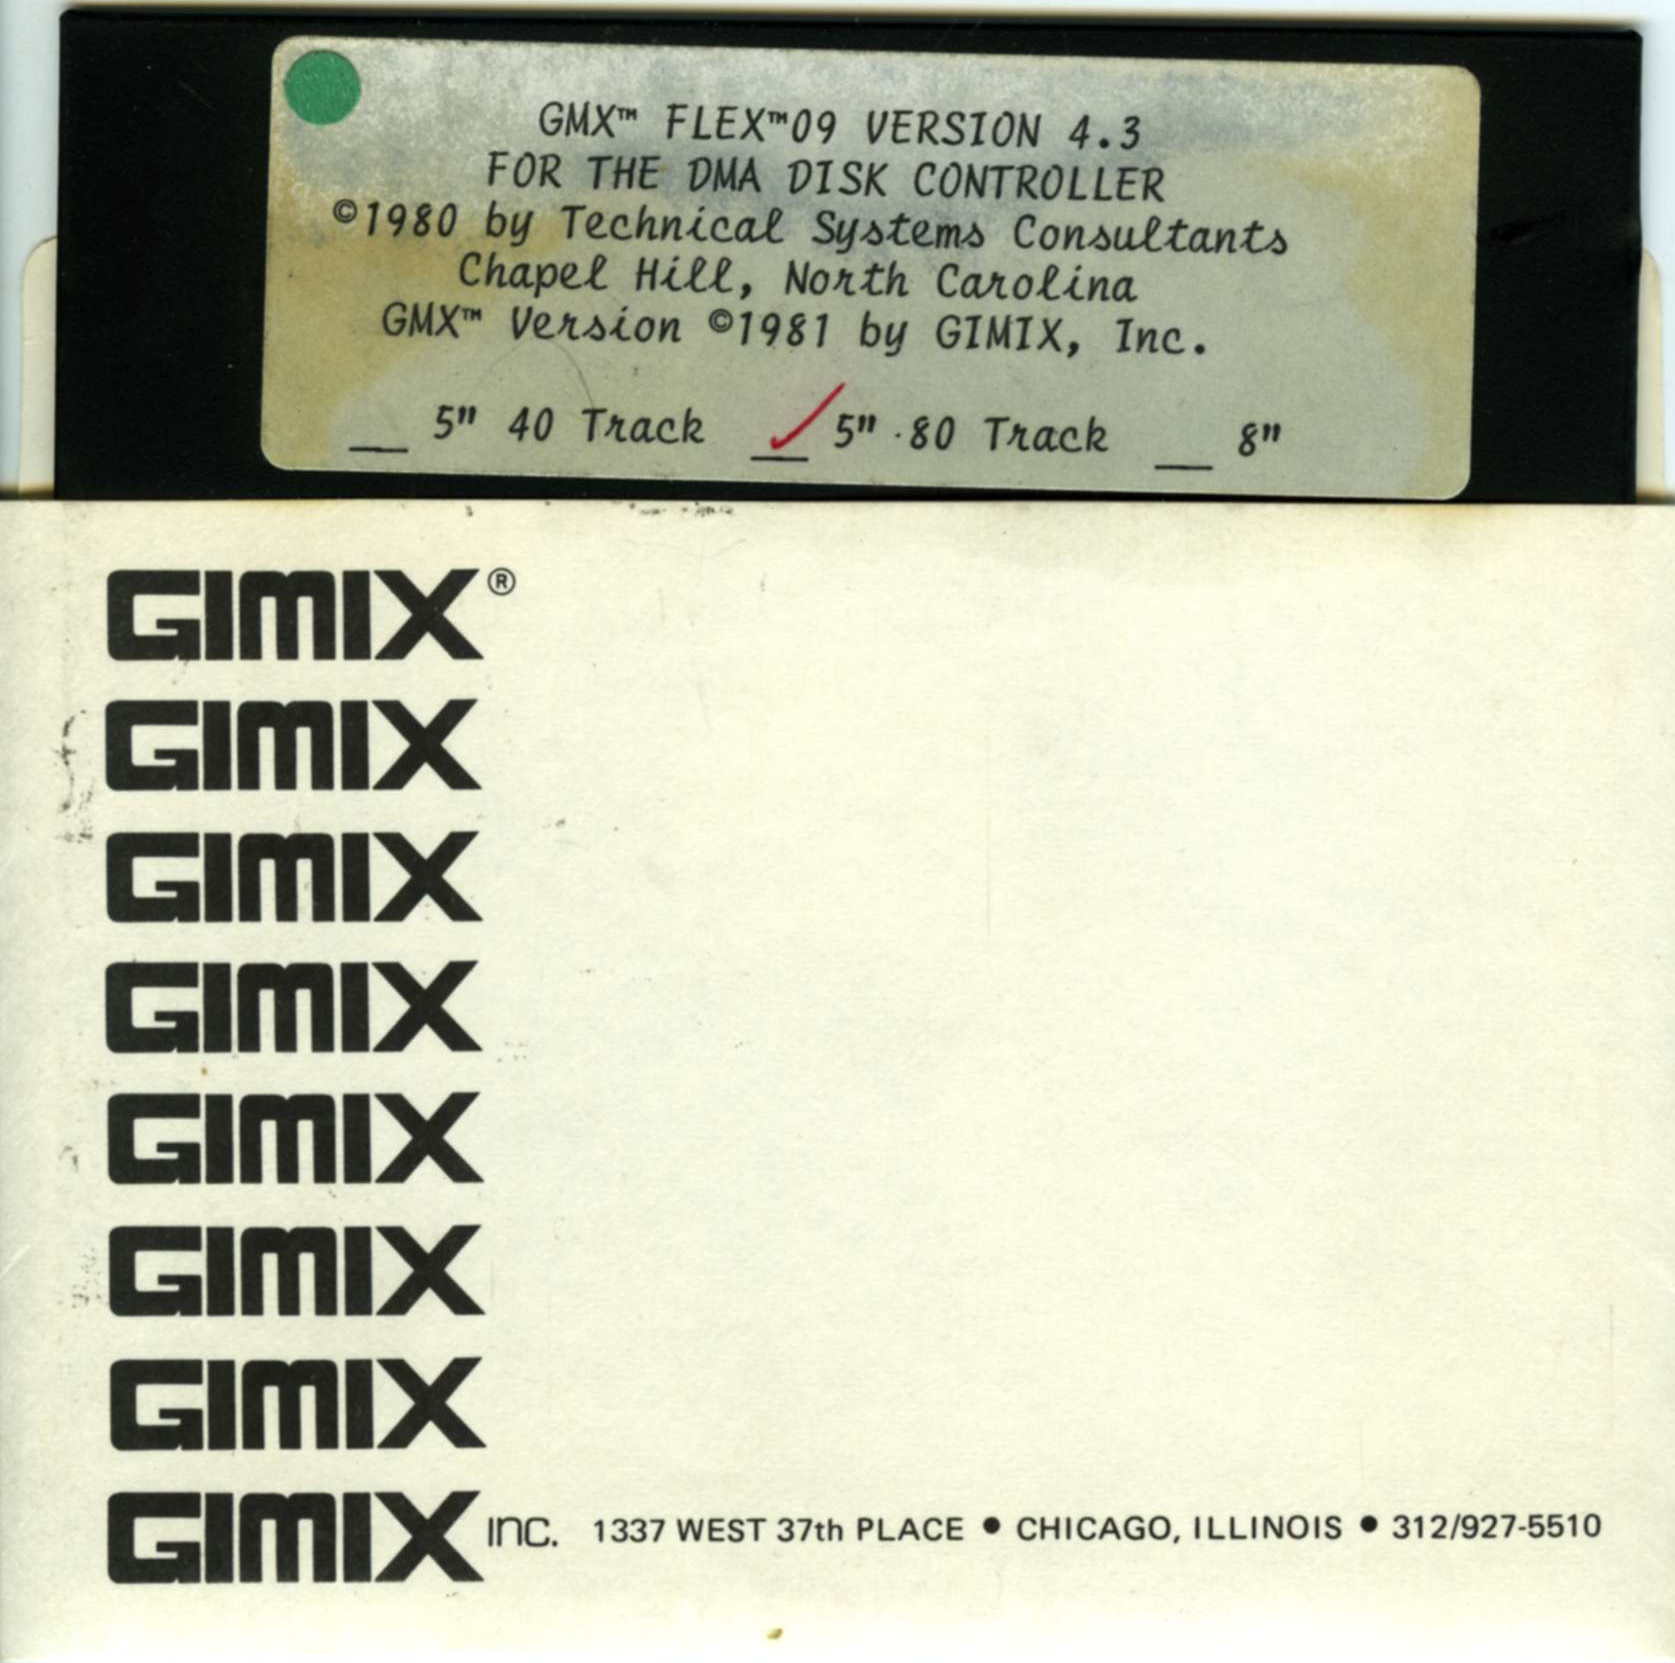 GMX™ FLEX™09 VERSION 4.3
FOR THE DMA DISK CONTROLLER
©1980 by Technical Systems Consultants
Chapel Hill, North Carolina
GMX™ Version ©1981 by GIMIX, Inc.
__ 5" 40 Track ✓ 5" 80 Track __ 8"
GIMIX®
GIMIX
GIMIX
GIMIX
GIMIX
GIMIX
GIMIX
GIMIX INC. 1337 WEST 37th PLACE • CHICAGO, ILLINOIS • 312/927-5510